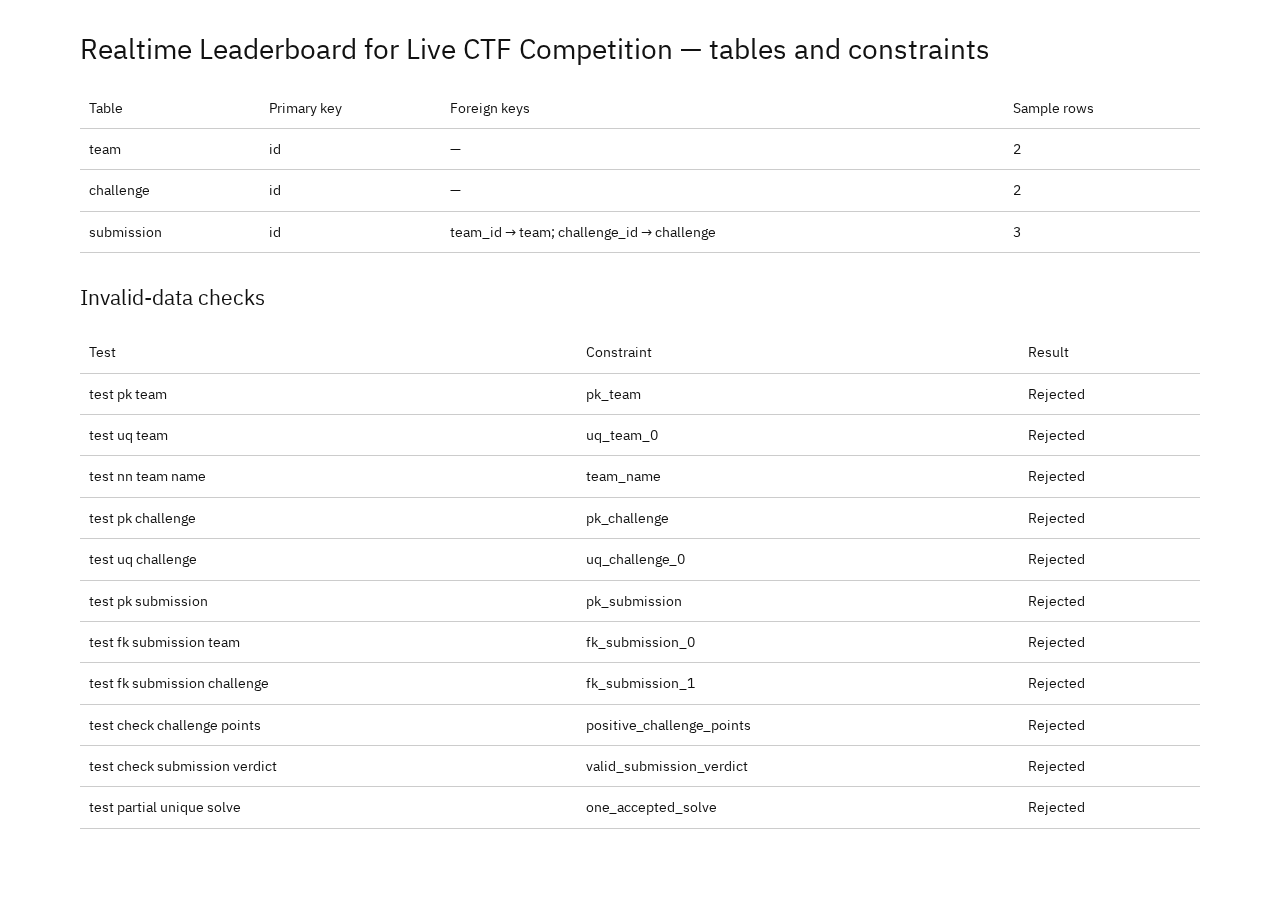 Realtime Leaderboard for Live CTF Competition — tables and constraints
Table Primary key Foreign keys Sample rows
team id — 2
challenge id — 2
submission id team_id → team; challenge_id → challenge 3
Invalid-data checks
Test Constraint Result
test pk team pk_team Rejected
test uq team uq_team_0 Rejected
test nn team name team_name Rejected
test pk challenge pk_challenge Rejected
test uq challenge uq_challenge_0 Rejected
test pk submission pk_submission Rejected
test fk submission team fk_submission_0 Rejected
test fk submission challenge fk_submission_1 Rejected
test check challenge points positive_challenge_points Rejected
test check submission verdict valid_submission_verdict Rejected
test partial unique solve one_accepted_solve Rejected